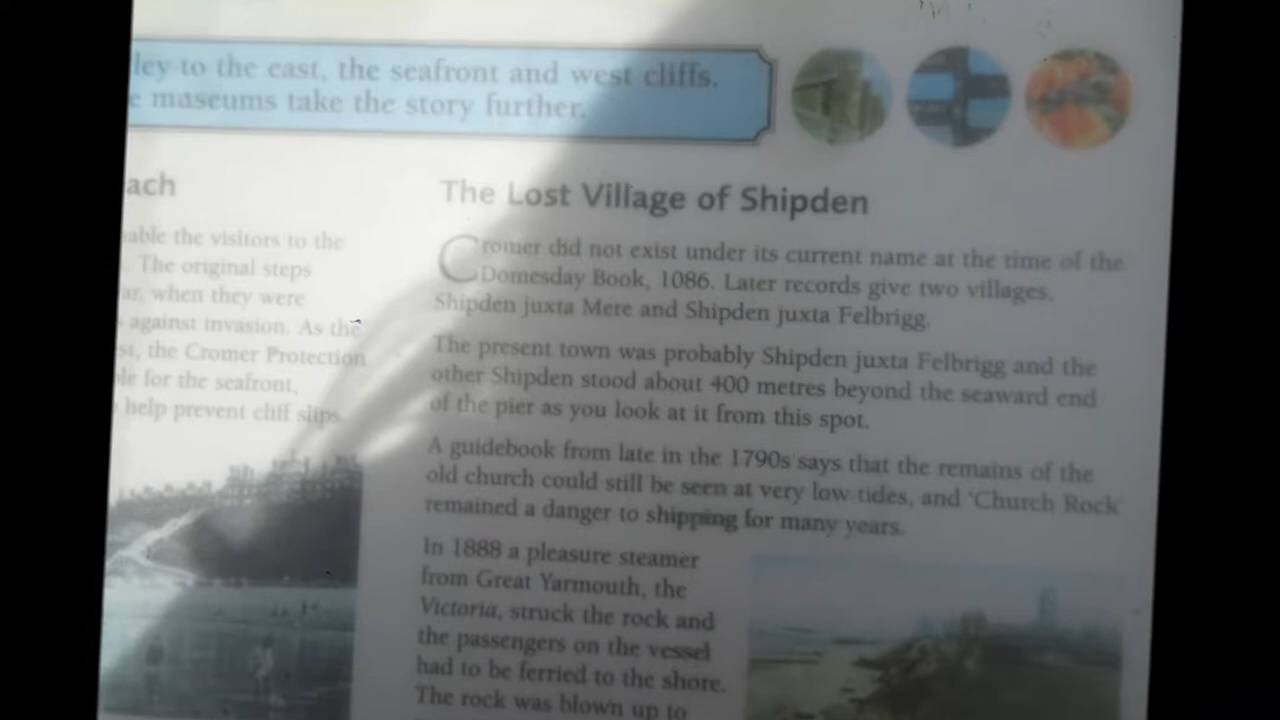 ley to the east, the seafront and west cliffs.
e museums take the story further.
ach
able the visitors to the
. The original steps
ar, when they were
s against invasion. As the
st, the Cromer Protection
le for the seafront,
help prevent cliff slips.
The Lost Village of Shipden
Cromer did not exist under its current name at the time of the
Domesday Book, 1086. Later records give two villages,
Shipden juxta Mere and Shipden juxta Felbrigg.
The present town was probably Shipden juxta Felbrigg and the
other Shipden stood about 400 metres beyond the seaward end
of the pier as you look at it from this spot.
A guidebook from late in the 1790s says that the remains of the
old church could still be seen at very low tides, and 'Church Rock'
remained a danger to shipping for many years.
In 1888 a pleasure steamer
from Great Yarmouth, the
Victoria, struck the rock and
the passengers on the vessel
had to be ferried to the shore.
The rock was blown up to